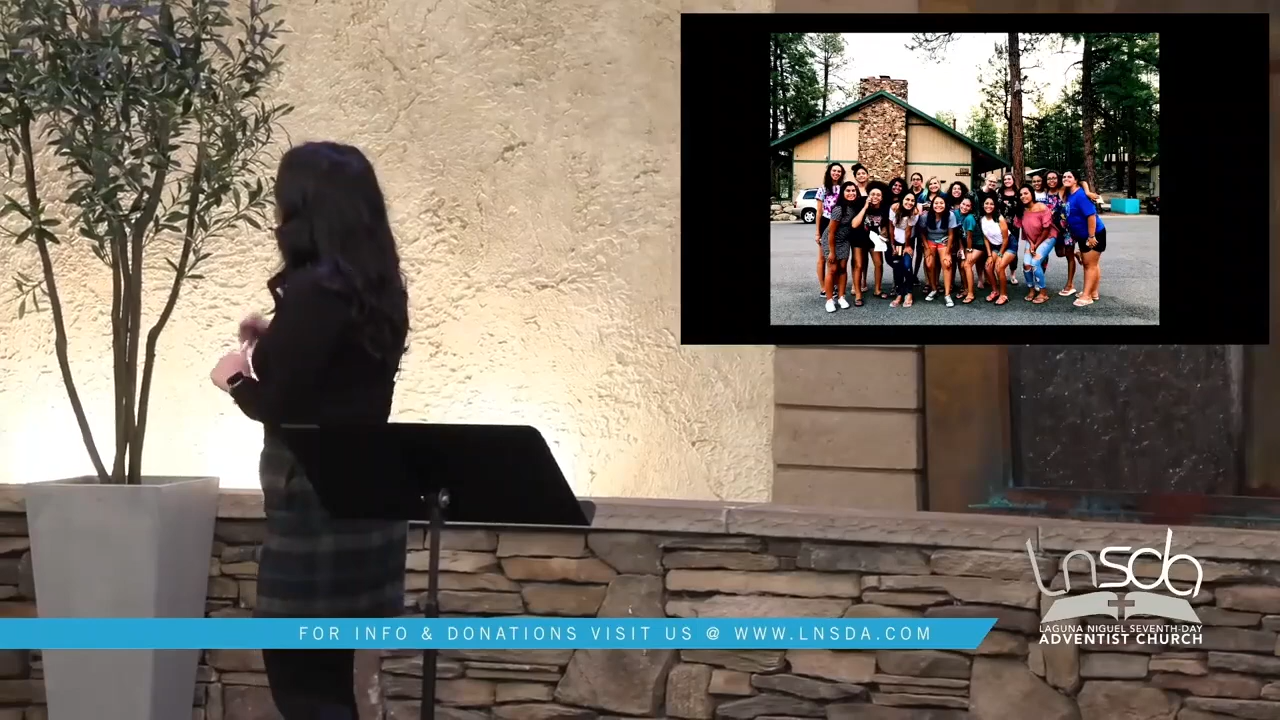 lnsda
LAGUNA NIGUEL SEVENTH-DAY
ADVENTIST CHURCH
FOR INFO & DONATIONS VISIT US @ WWW.LNSDA.COM